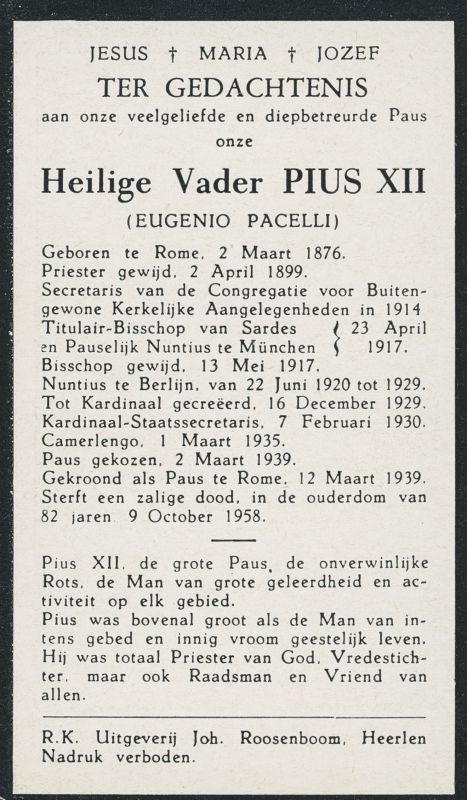 JESUS † MARIA † JOZEF
TER GEDACHTENIS
aan onze veelgeliefde en diepbetreurde Paus
onze
Heilige Vader PIUS XII
(EUGENIO PACELLI)
Geboren te Rome, 2 Maart 1876.
Priester gewijd, 2 April 1899.
Secretaris van de Congregatie voor Buiten-
gewone Kerkelijke Aangelegenheden in 1914
Titulair-Bisschop van Sardes { 23 April
en Pauselijk Nuntius te München { 1917.
Bisschop gewijd, 13 Mei 1917.
Nuntius te Berlijn, van 22 Juni 1920 tot 1929.
Tot Kardinaal gecreëerd, 16 December 1929.
Kardinaal-Staatssecretaris, 7 Februari 1930.
Camerlengo, 1 Maart 1935.
Paus gekozen, 2 Maart 1939.
Gekroond als Paus te Rome, 12 Maart 1939.
Sterft een zalige dood, in de ouderdom van
82 jaren 9 October 1958.
Pius XII, de grote Paus, de onverwinlijke
Rots, de Man van grote geleerdheid en ac-
tiviteit op elk gebied.
Pius was bovenal groot als de Man van in-
tens gebed en innig vroom geestelijk leven.
Hij was totaal Priester van God, Vredestich-
ter, maar ook Raadsman en Vriend van
allen.
R.K. Uitgeverij Joh. Roosenboom, Heerlen
Nadruk verboden.